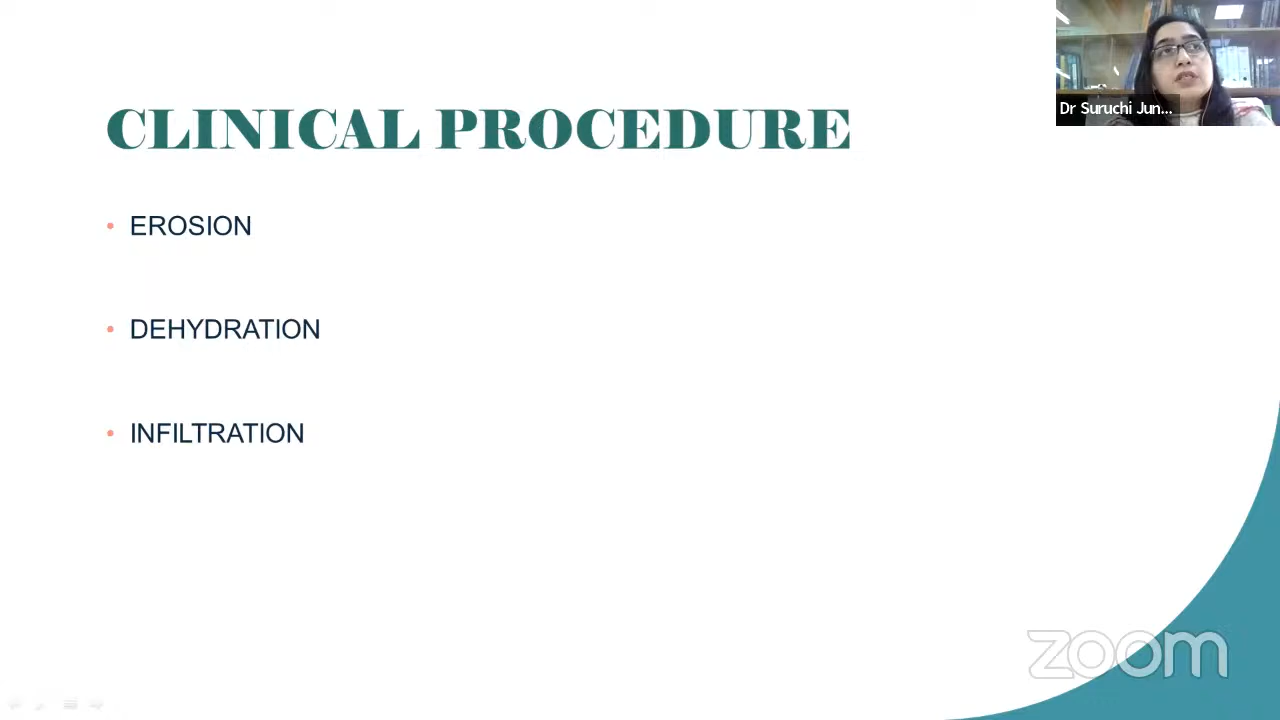 CLINICAL PROCEDURE
• EROSION
• DEHYDRATION
• INFILTRATION
Dr Suruchi Jun...
zoom